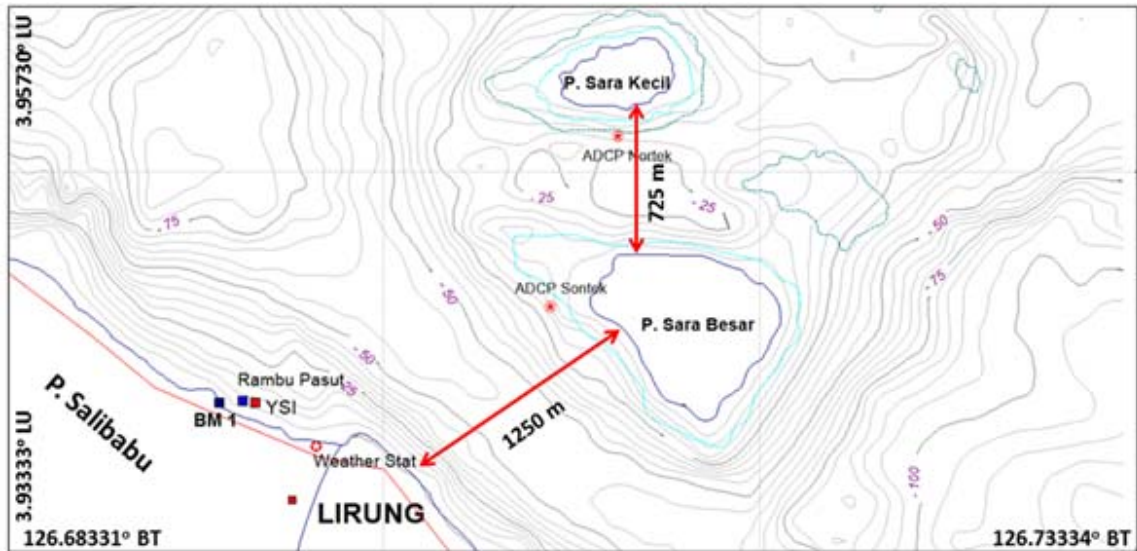 3.95730° LU
P. Sara Kecil
ADCP Nortek
725 m
- 25
- 25
- 75
- 50
- 75
ADCP Sontek
- 50
P. Sara Besar
- 50
- 25
Rambu Pasut
YSI
BM 1
P. Salibabu
1250 m
Weather Stat
3.93333° LU
LIRUNG
- 100
126.68331° BT
126.73334° BT